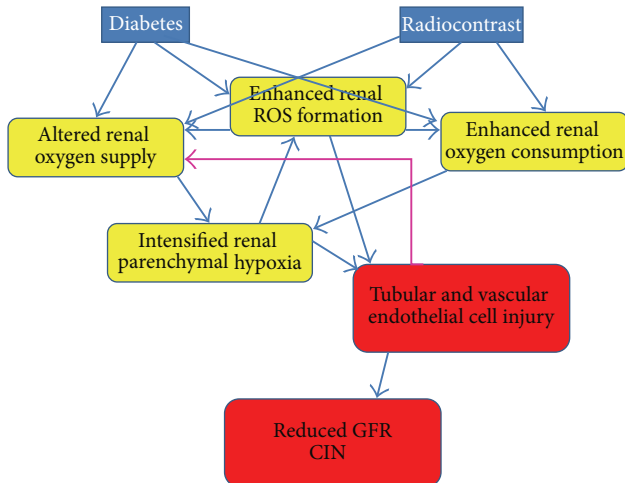 Diabetes
Radiocontrast
Enhanced renal
ROS formation
Altered renal
oxygen supply
Enhanced renal
oxygen consumption
Intensified renal
parenchymal hypoxia
Tubular and vascular
endothelial cell injury
Reduced GFR
CIN